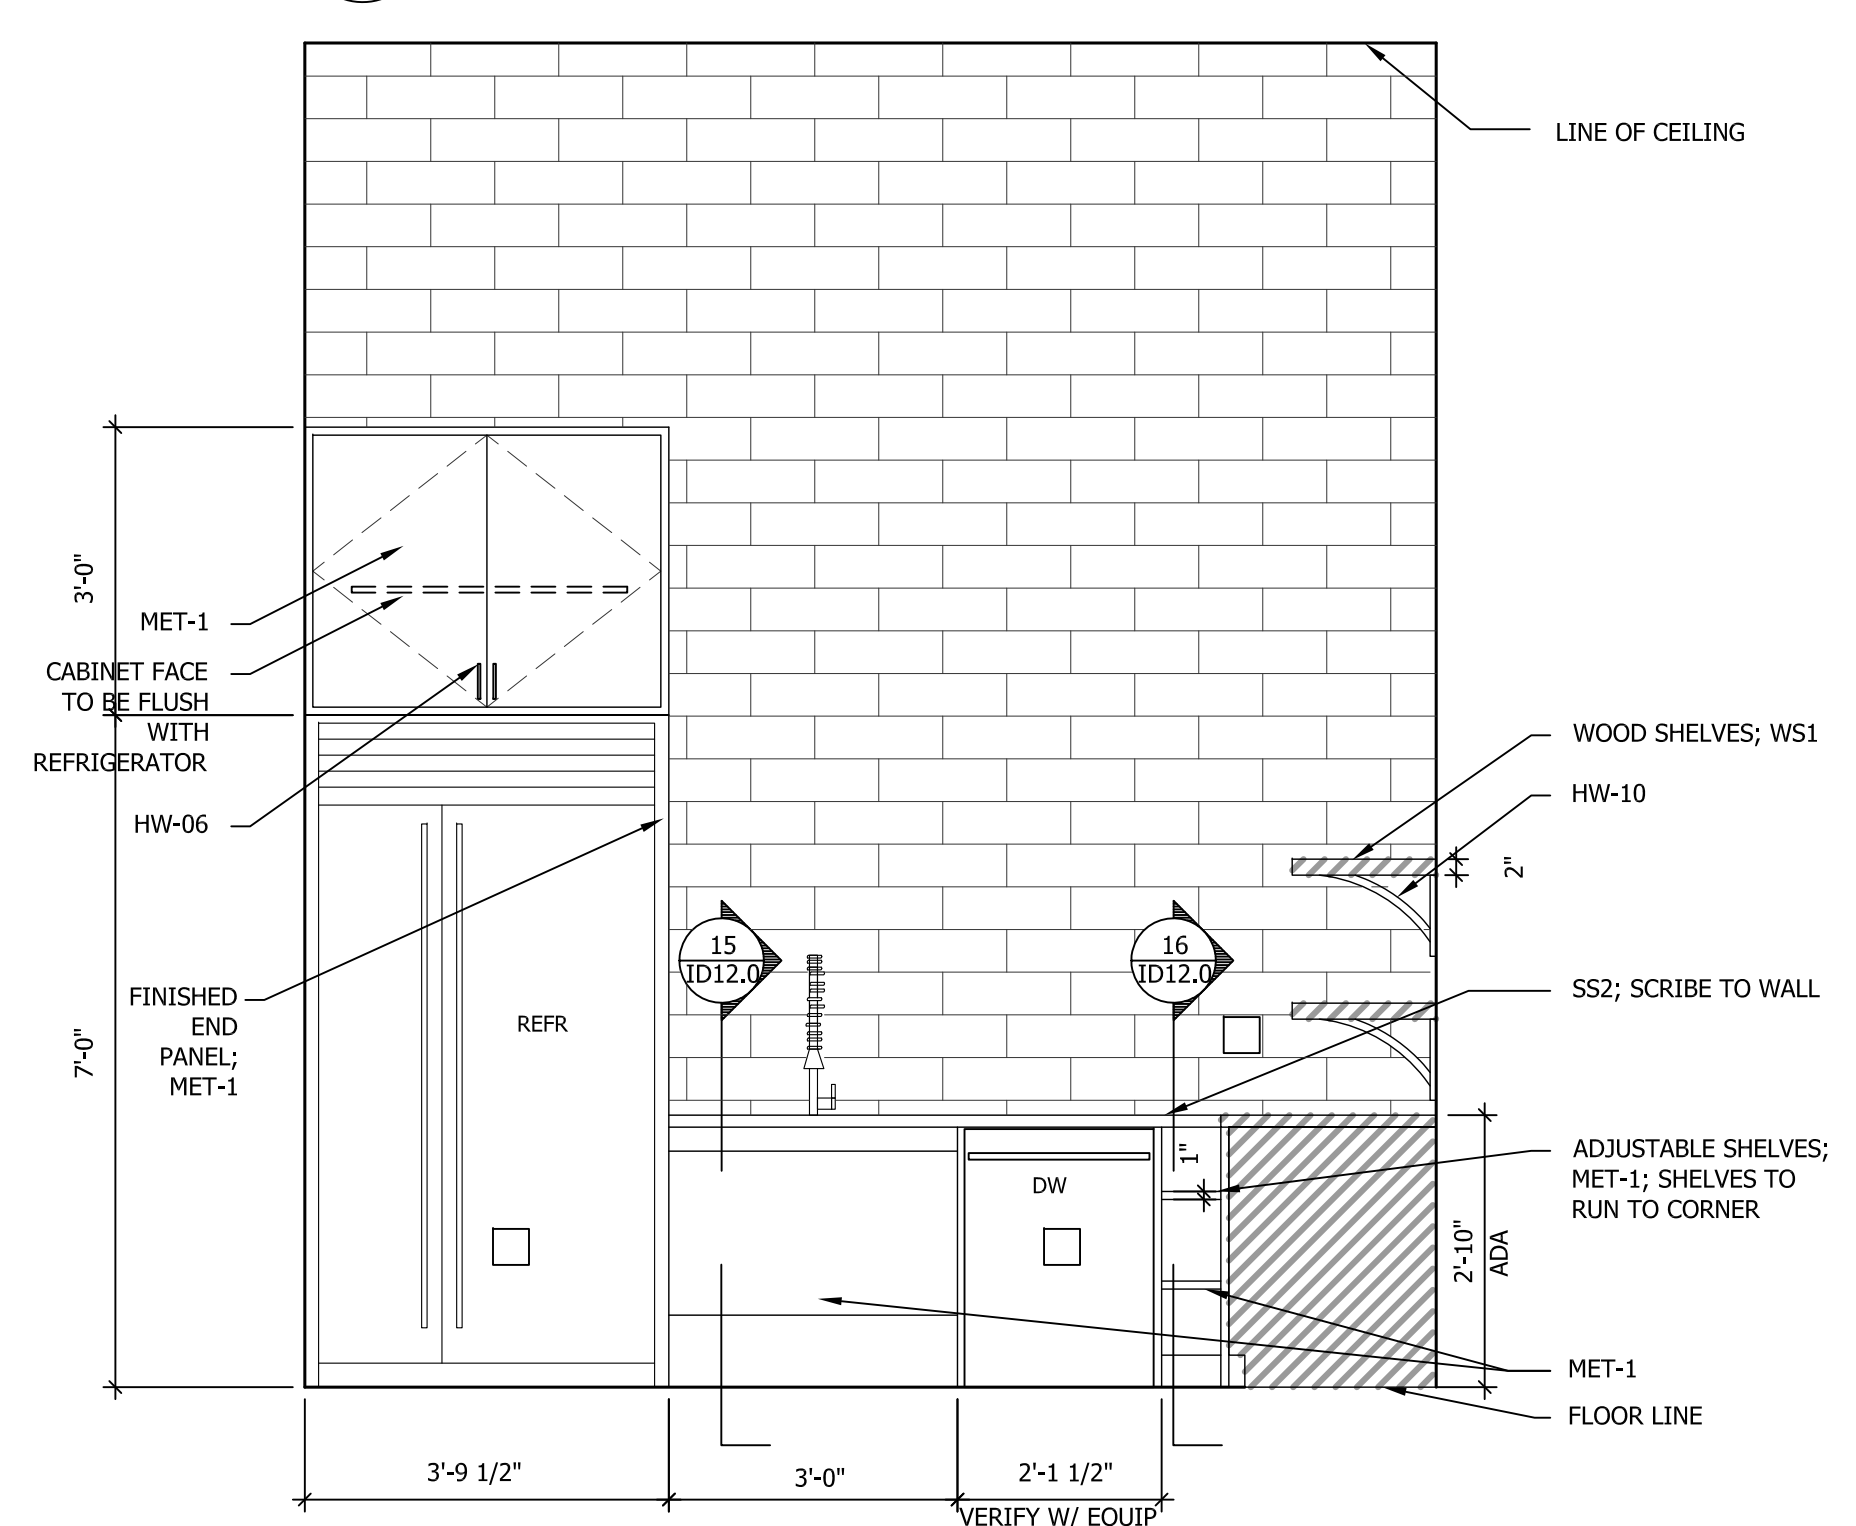 LINE OF CEILING
3'-0"
MET-1
CABINET FACE
TO BE FLUSH
WITH
REFRIGERATOR
HW-06
WOOD SHELVES; WS1
HW-10
2"
15
ID12.0
16
ID12.0
SS2; SCRIBE TO WALL
FINISHED
END
PANEL;
MET-1
7'-0"
REFR
1"
DW
ADJUSTABLE SHELVES;
MET-1; SHELVES TO
RUN TO CORNER
2'-10"
ADA
MET-1
FLOOR LINE
3'-9 1/2"
3'-0"
2'-1 1/2"
VERIFY W/ EQUIP